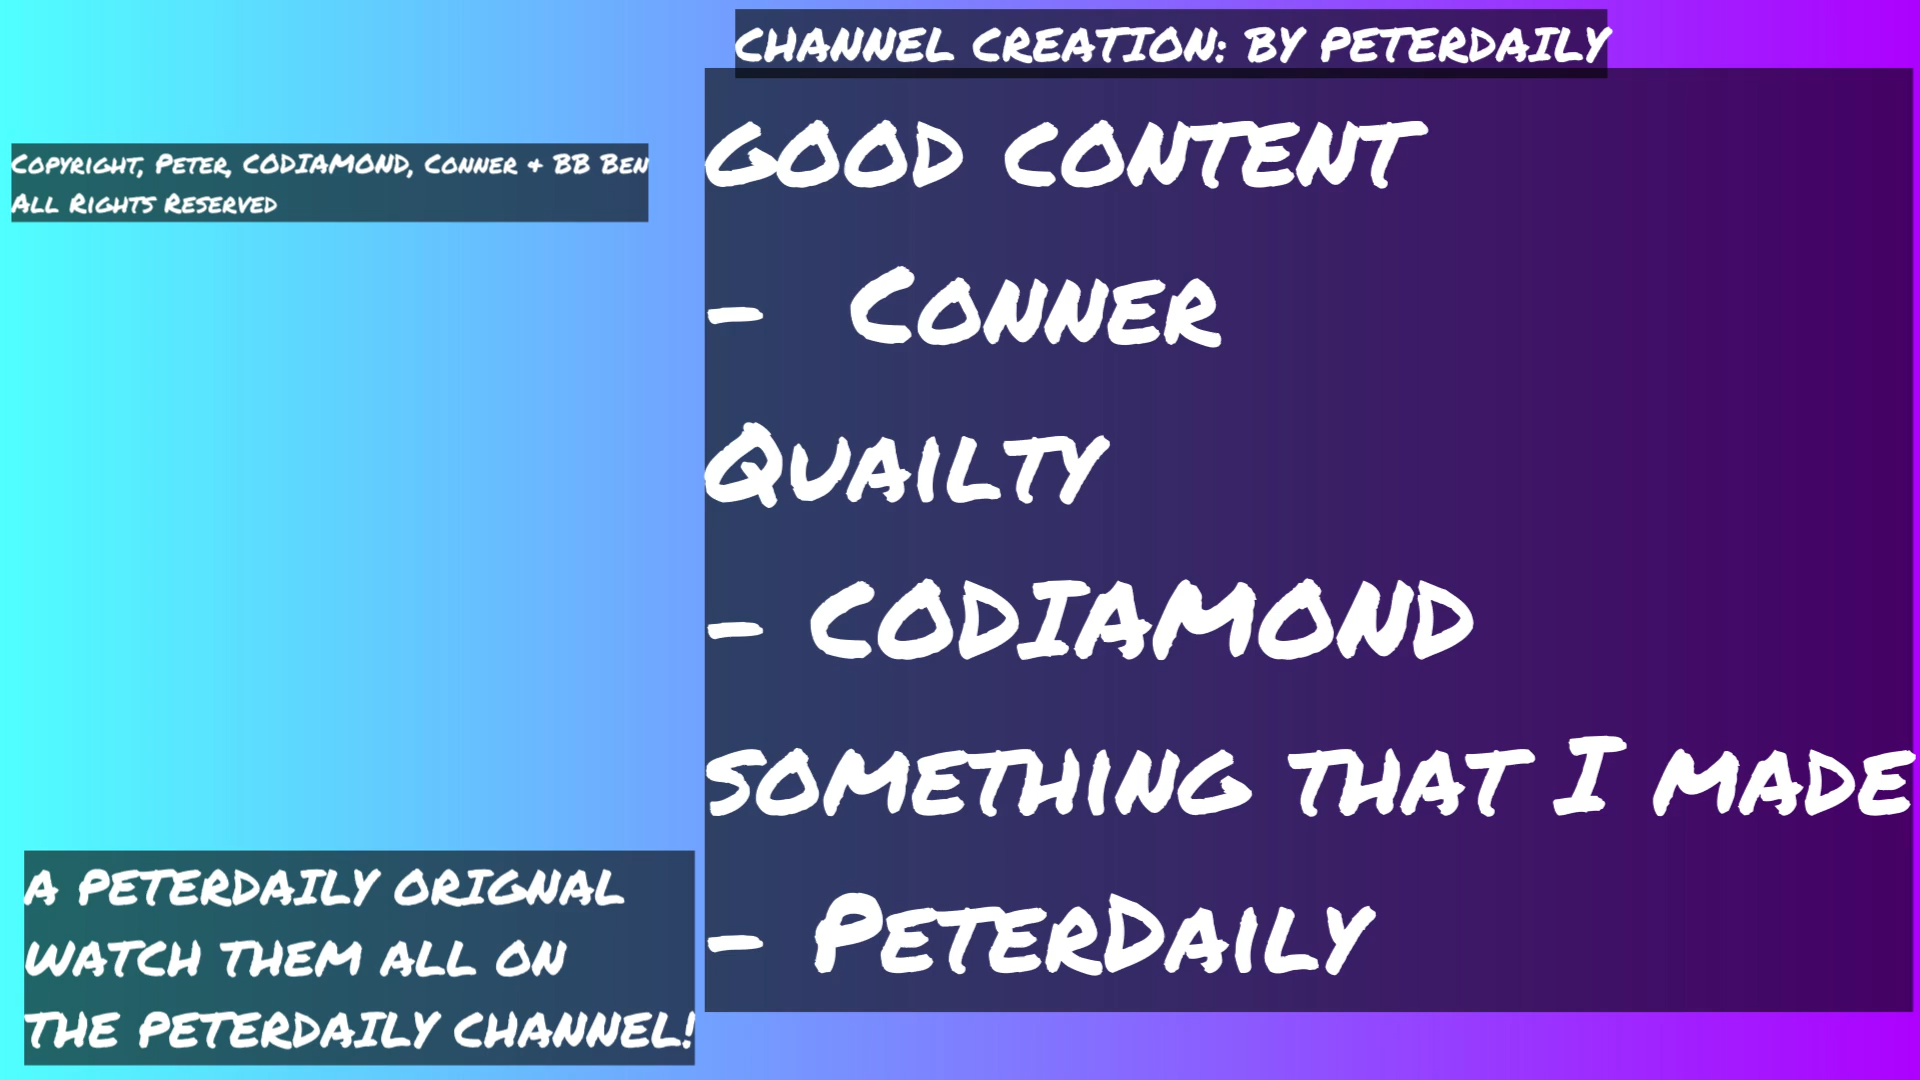 CHANNEL CREATION: BY PETERDAILY
Copyright, Peter, CODIAMOND, Conner & BB Ben
All Rights Reserved
GOOD CONTENT
- Conner
Quailty
- CODIAMOND
something that I made
- PeterDaily
A PETERDAILY ORIGNAL
WATCH THEM ALL ON
THE PETERDAILY CHANNEL!